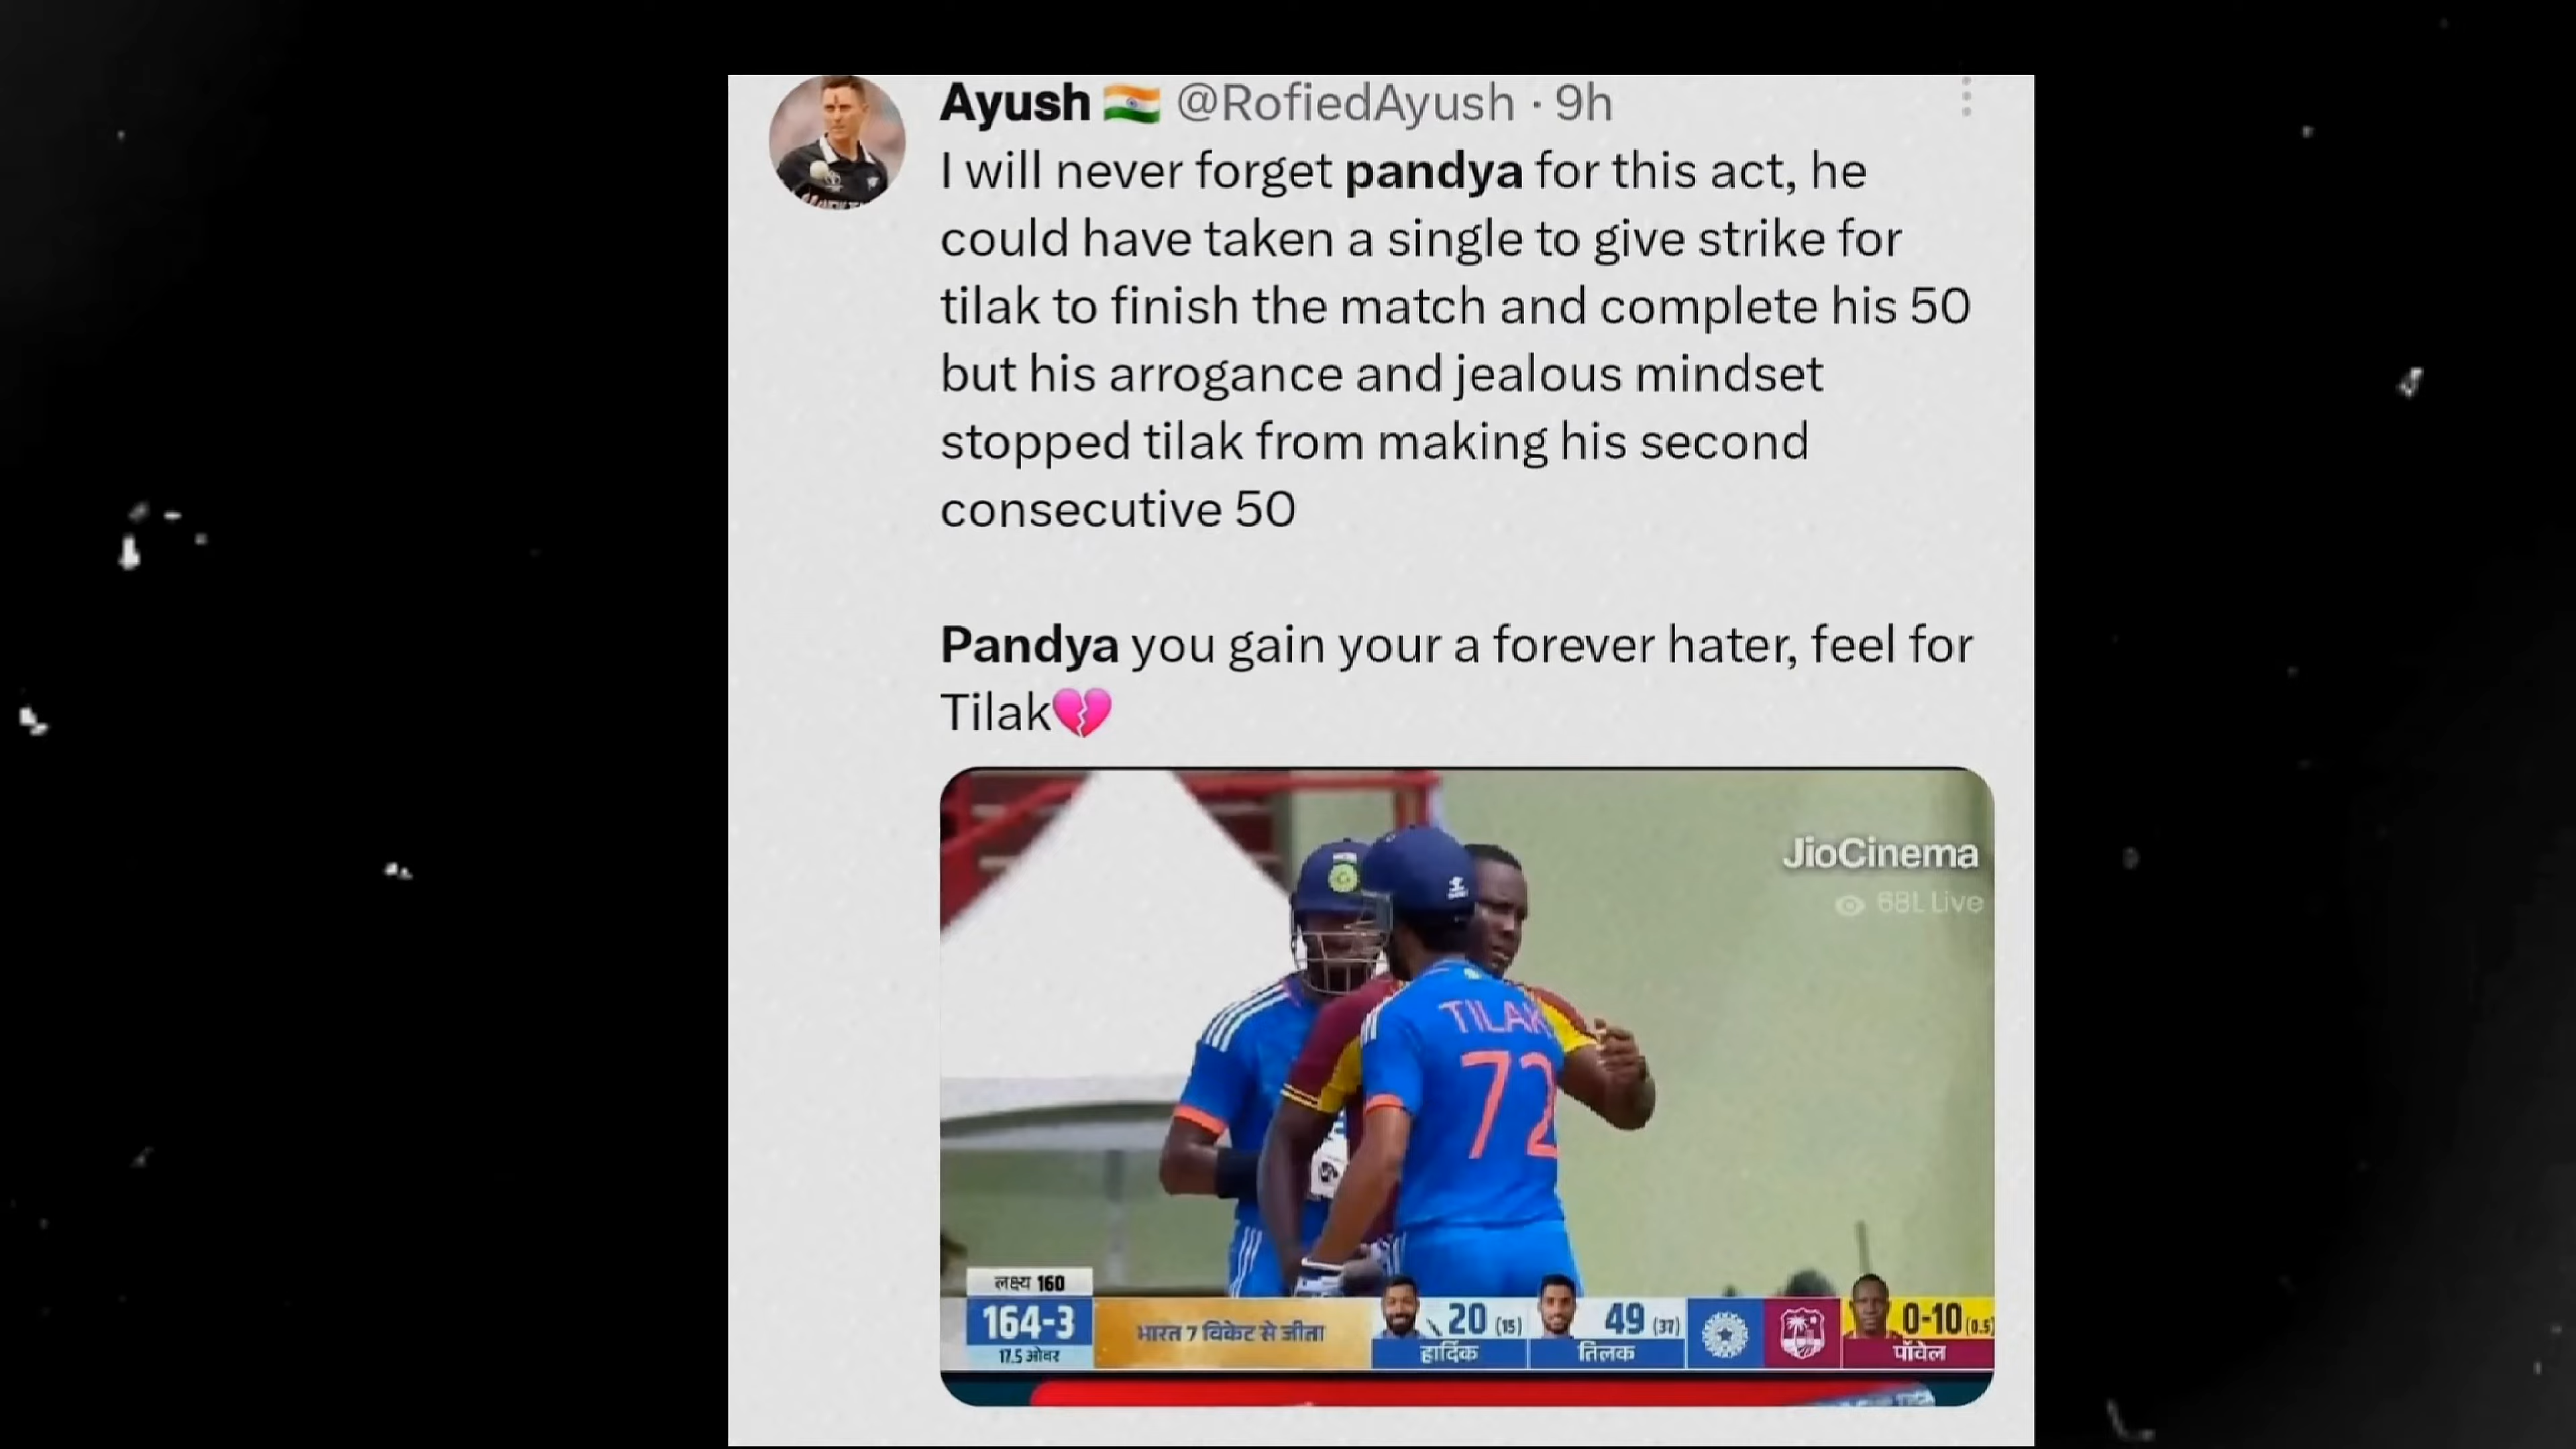 Ayush 🇮🇳 @RofiedAyush · 9h
I will never forget pandya for this act, he
could have taken a single to give strike for
tilak to finish the match and complete his 50
but his arrogance and jealous mindset
stopped tilak from making his second
consecutive 50
Pandya you gain your a forever hater, feel for
Tilak💔
JioCinema
68L Live
TILAK
72
लक्ष्य 160
164-3
17.5 ओवर
भारत 7 विकेट से जीता
20 (15)
हार्दिक
49 (37)
तिलक
0-10 (0.5)
पॉवेल